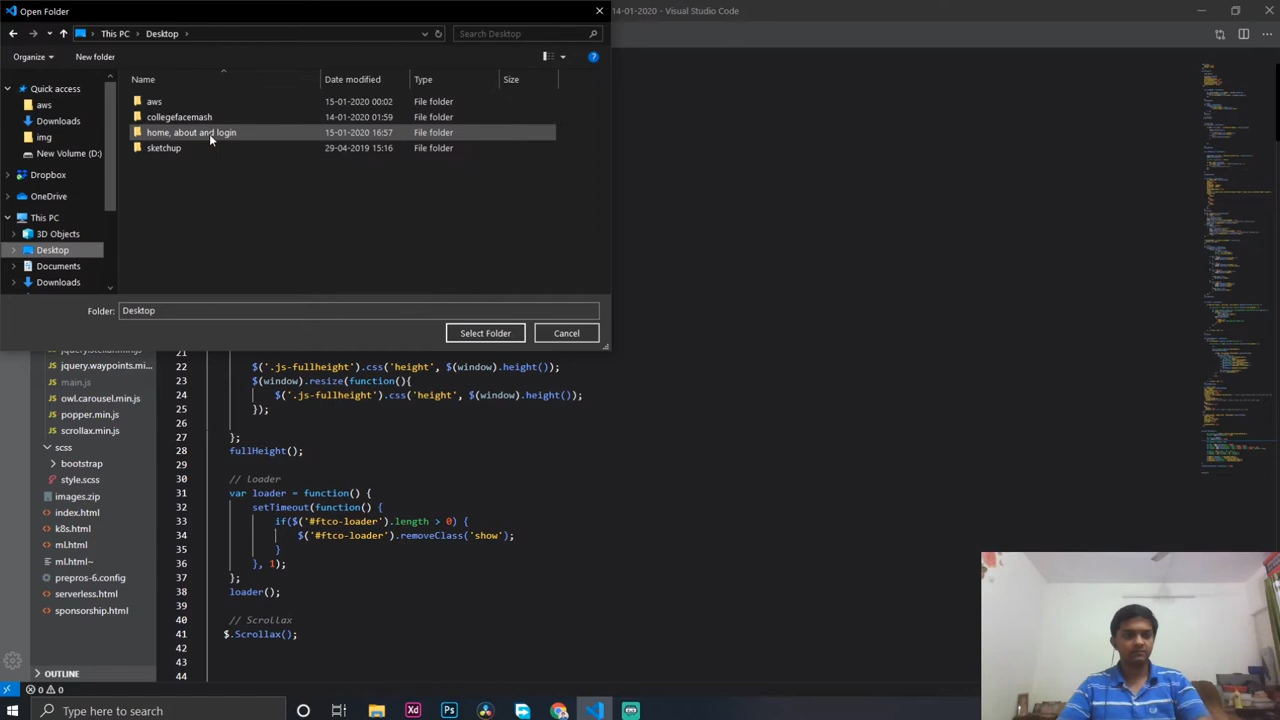 Open Folder
14-01-2020 - Visual Studio Code
This PC
Desktop
Search Desktop
Organize
New folder
Name
Date modified
Type
Size
Quick access
aws
Downloads
img
New Volume (D:)
Dropbox
OneDrive
This PC
3D Objects
Desktop
Documents
Downloads
aws 15-01-2020 00:02 File folder
collegefacemash 14-01-2020 01:59 File folder
home, about and login 15-01-2020 16:57 File folder
sketchup 29-04-2019 15:16 File folder
Folder: Desktop
Select Folder
Cancel
jquery.stellar.min.js
jquery.waypoints.mi...
main.js
owl.carousel.min.js
popper.min.js
scrollax.min.js
scss
bootstrap
style.scss
images.zip
index.html
k8s.html
ml.html
ml.html~
prepros-6.config
serverless.html
sponsorship.html
OUTLINE
21
22 $('.js-fullheight').css('height', $(window).height());
23 $(window).resize(function(){
24 $('.js-fullheight').css('height', $(window).height());
25 });
26
27 };
28 fullHeight();
29
30 // loader
31 var loader = function() {
32 setTimeout(function() {
33 if($('#ftco-loader').length > 0) {
34 $('#ftco-loader').removeClass('show');
35 }
36 }, 1);
37 };
38 loader();
39
40 // Scrollax
41 $.Scrollax();
42
43
0 0
Type here to search
Xd
Ps